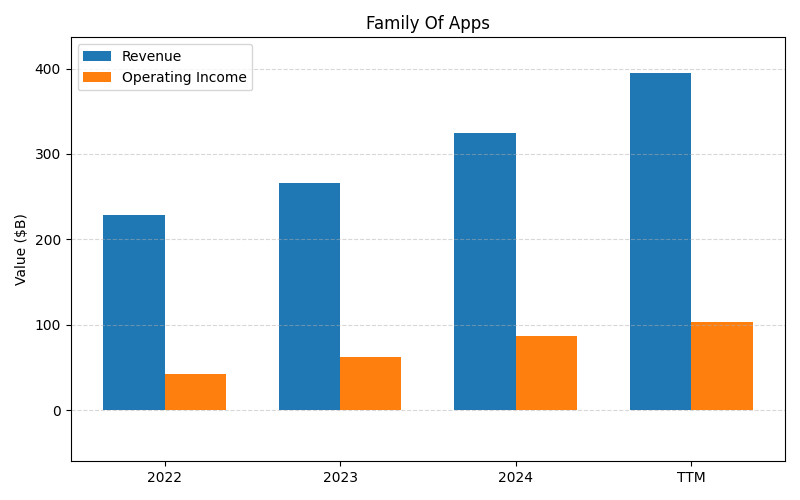 Family Of Apps
Revenue
Operating Income
Value ($B)
400
300
200
100
0
2022
2023
2024
TTM